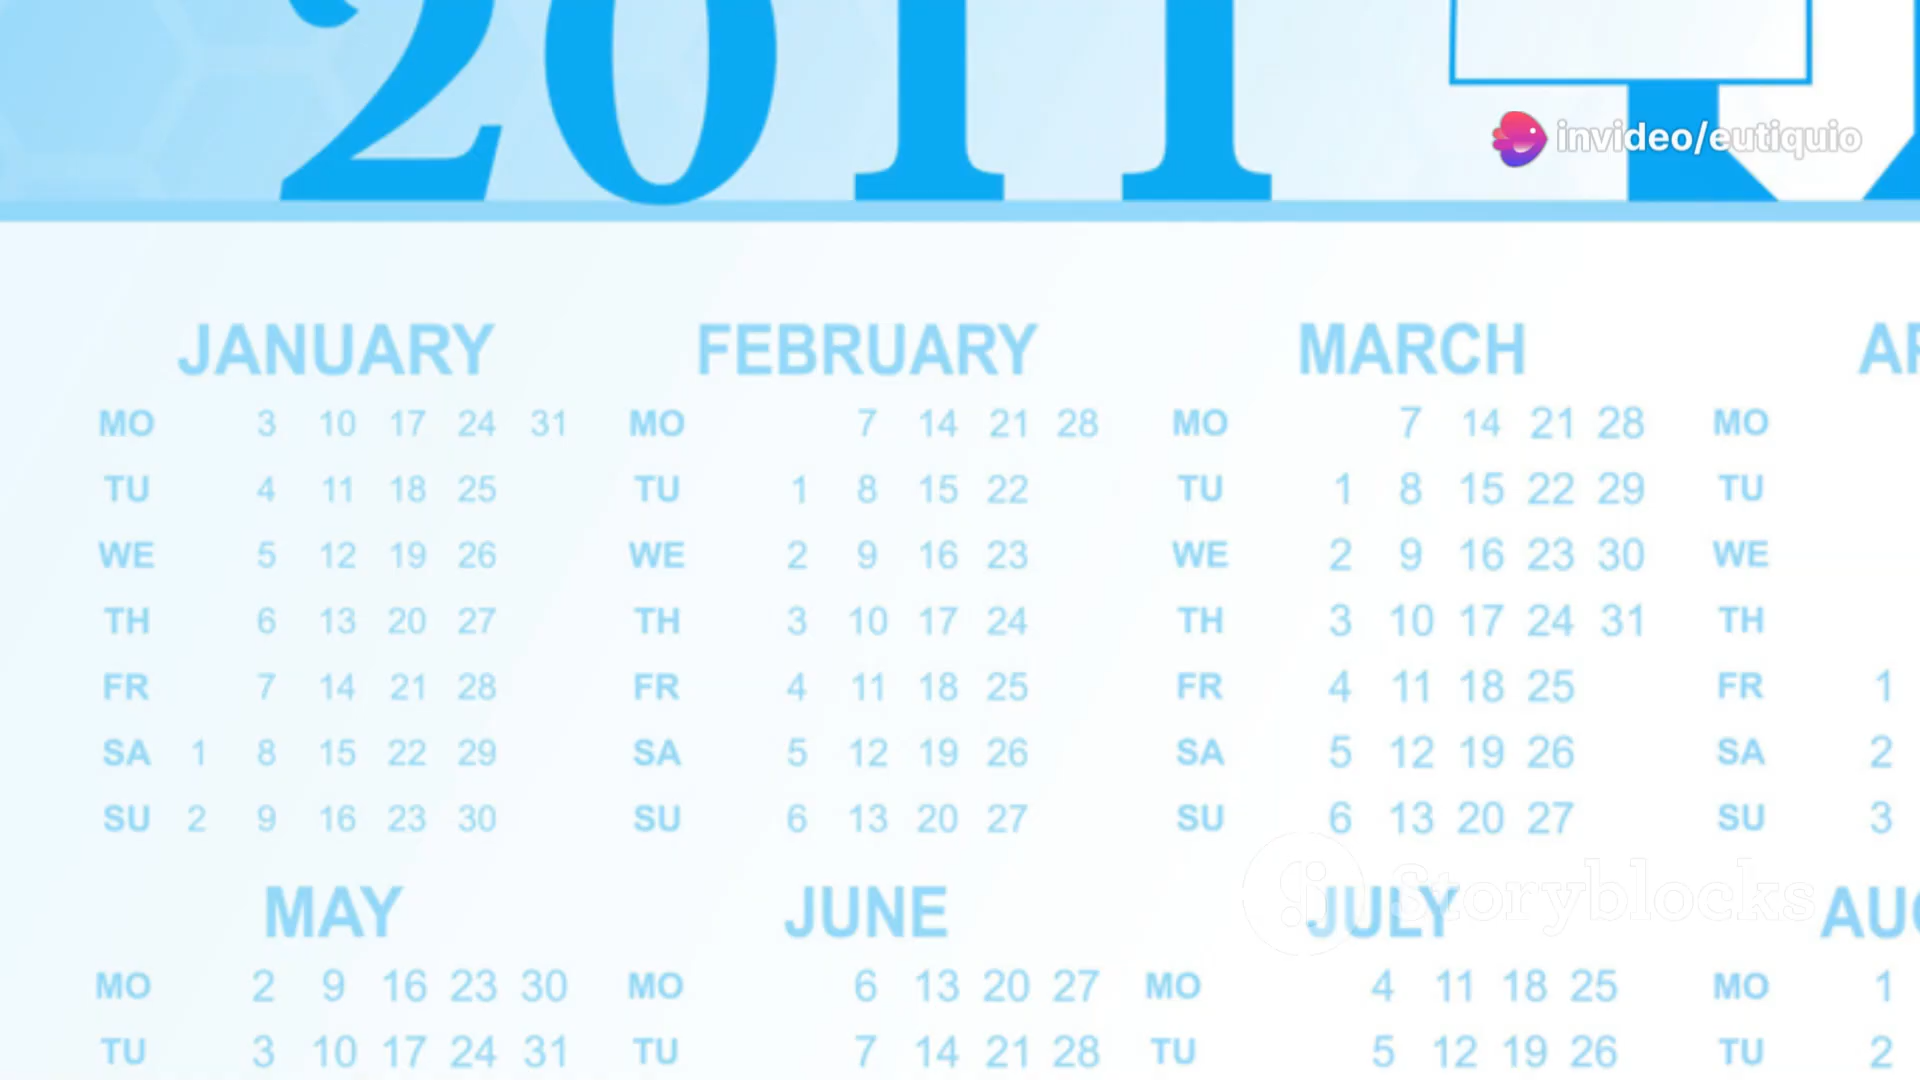 2011
invideo/eutiquio
JANUARY FEBRUARY MARCH
MO 3 10 17 24 31 MO 7 14 21 28 MO 7 14 21 28 MO
TU 4 11 18 25 TU 1 8 15 22 TU 1 8 15 22 29 TU
WE 5 12 19 26 WE 2 9 16 23 WE 2 9 16 23 30 WE
TH 6 13 20 27 TH 3 10 17 24 TH 3 10 17 24 31 TH
FR 7 14 21 28 FR 4 11 18 25 FR 4 11 18 25 FR 1
SA 1 8 15 22 29 SA 5 12 19 26 SA 5 12 19 26 SA 2
SU 2 9 16 23 30 SU 6 13 20 27 SU 6 13 20 27 SU 3
Storyblocks
MAY JUNE JULY
MO 2 9 16 23 30 MO 6 13 20 27 MO 4 11 18 25 MO 1
TU 3 10 17 24 31 TU 7 14 21 28 TU 5 12 19 26 TU 2